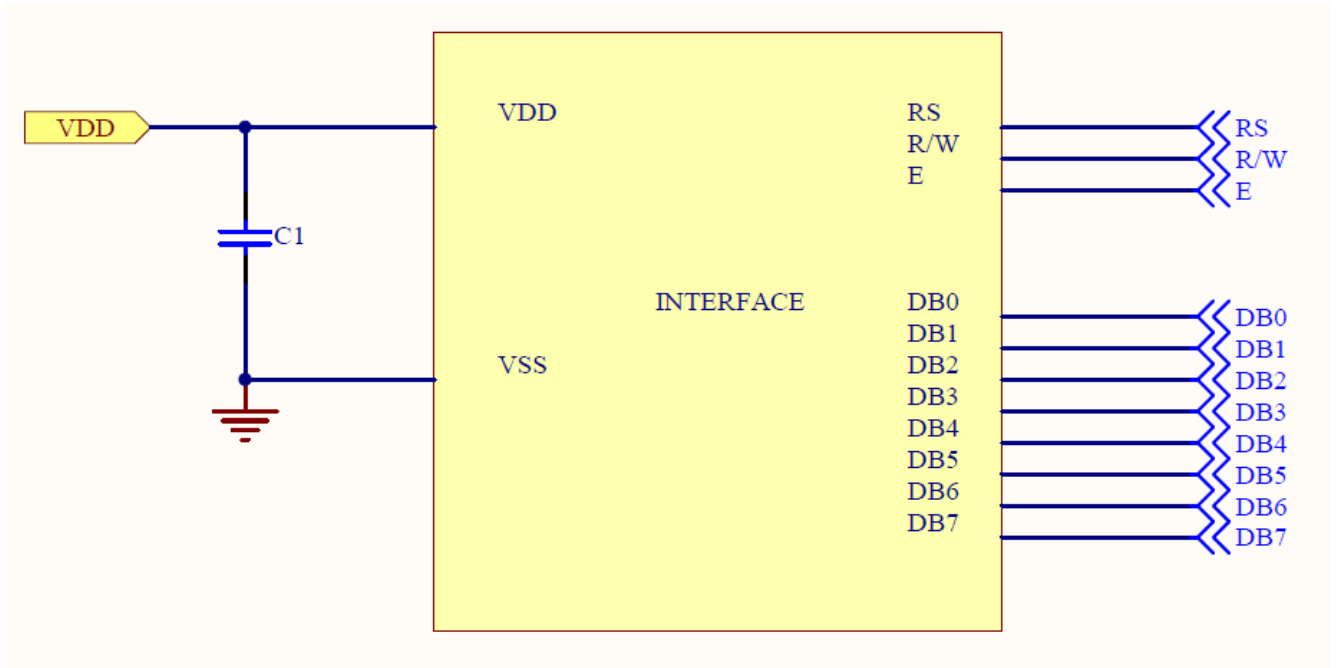 VDD
C1
VDD
VSS
INTERFACE
RS
R/W
E
DB0
DB1
DB2
DB3
DB4
DB5
DB6
DB7
RS
R/W
E
DB0
DB1
DB2
DB3
DB4
DB5
DB6
DB7